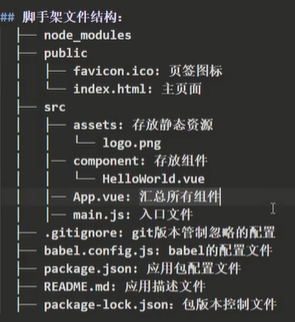 ## 脚手架文件结构:
├── node_modules
├── public
│   ├── favicon.ico: 页签图标
│   └── index.html: 主页面
├── src
│   ├── assets: 存放静态资源
│   │   └── logo.png
│   ├── component: 存放组件
│   │   └── HelloWorld.vue
│   ├── App.vue: 汇总所有组件
│   ├── main.js: 入口文件
├── .gitignore: git版本管制忽略的配置
├── babel.config.js: babel的配置文件
├── package.json: 应用包配置文件
├── README.md: 应用描述文件
├── package-lock.json: 包版本控制文件